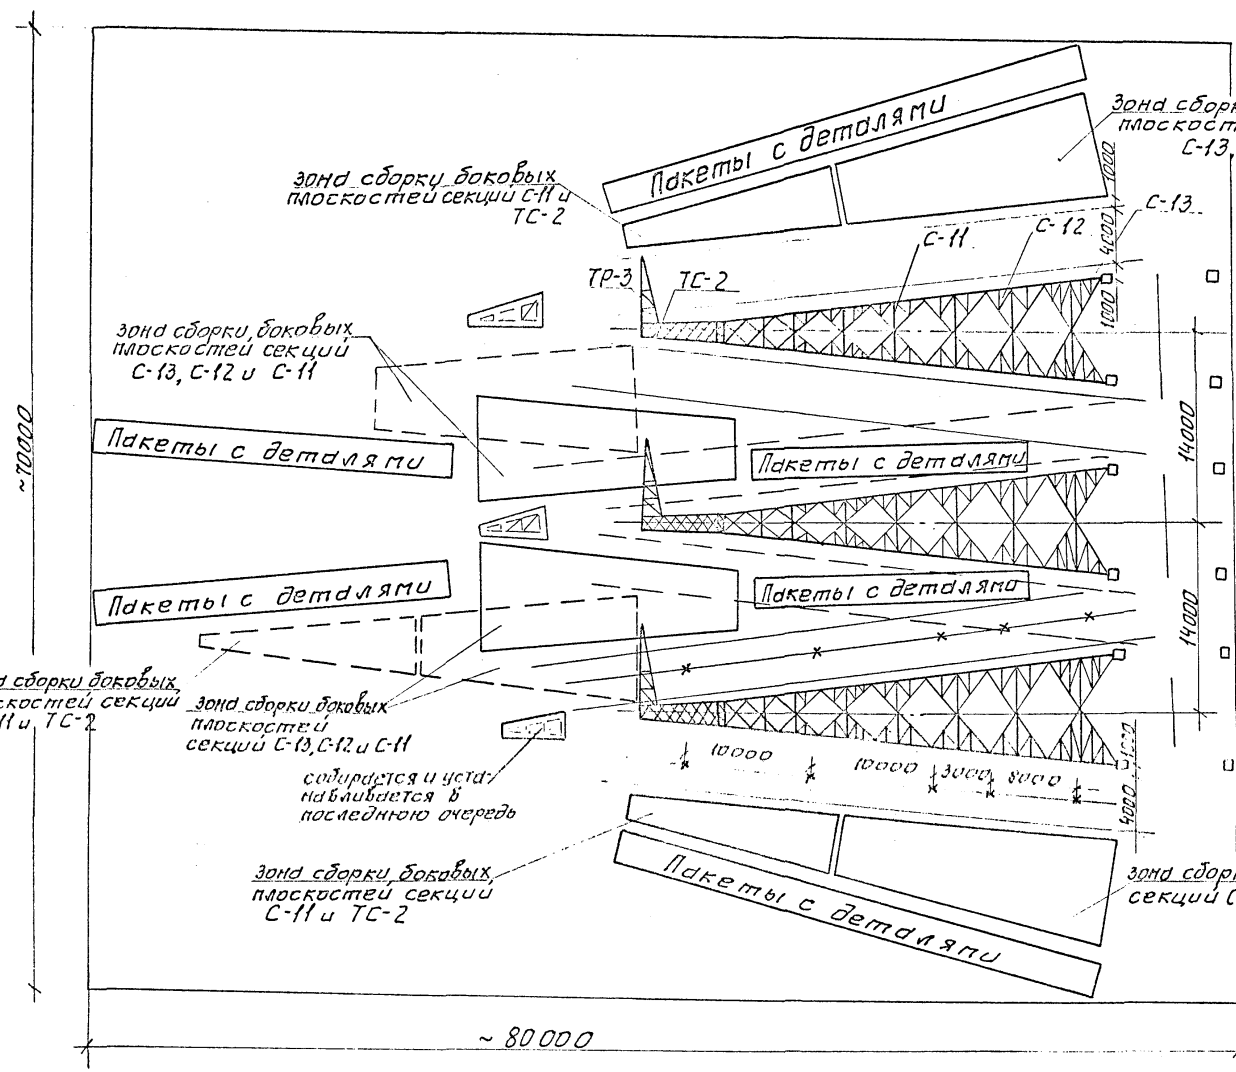 Пакеты с деталями
Зона сборк
плоскост
С-13,
1000
Зона сборки боковых
плоскостей секций С-11 и
ТС-2
С-13
С-12
С-11
4000
ТР-3
ТС-2
1000
Зона сборки боковых
плоскостей секций
С-13, С-12 и С-11
~70000
14000
Пакеты с деталями
Пакеты с деталями
Пакеты с деталями
Пакеты с деталями
14000
а сборки боковых
скостей секций
11 и ТС-2
Зона сборки боковых
плоскостей
секций С-13, С-12 и С-11
10000
10000
3000
8000
1000
4000
собирается и уста-
навливается в
последнюю очередь
Зона сборки боковых
плоскостей секций
С-11 и ТС-2
Пакеты с деталями
Зона сбор
секций С
~ 80000